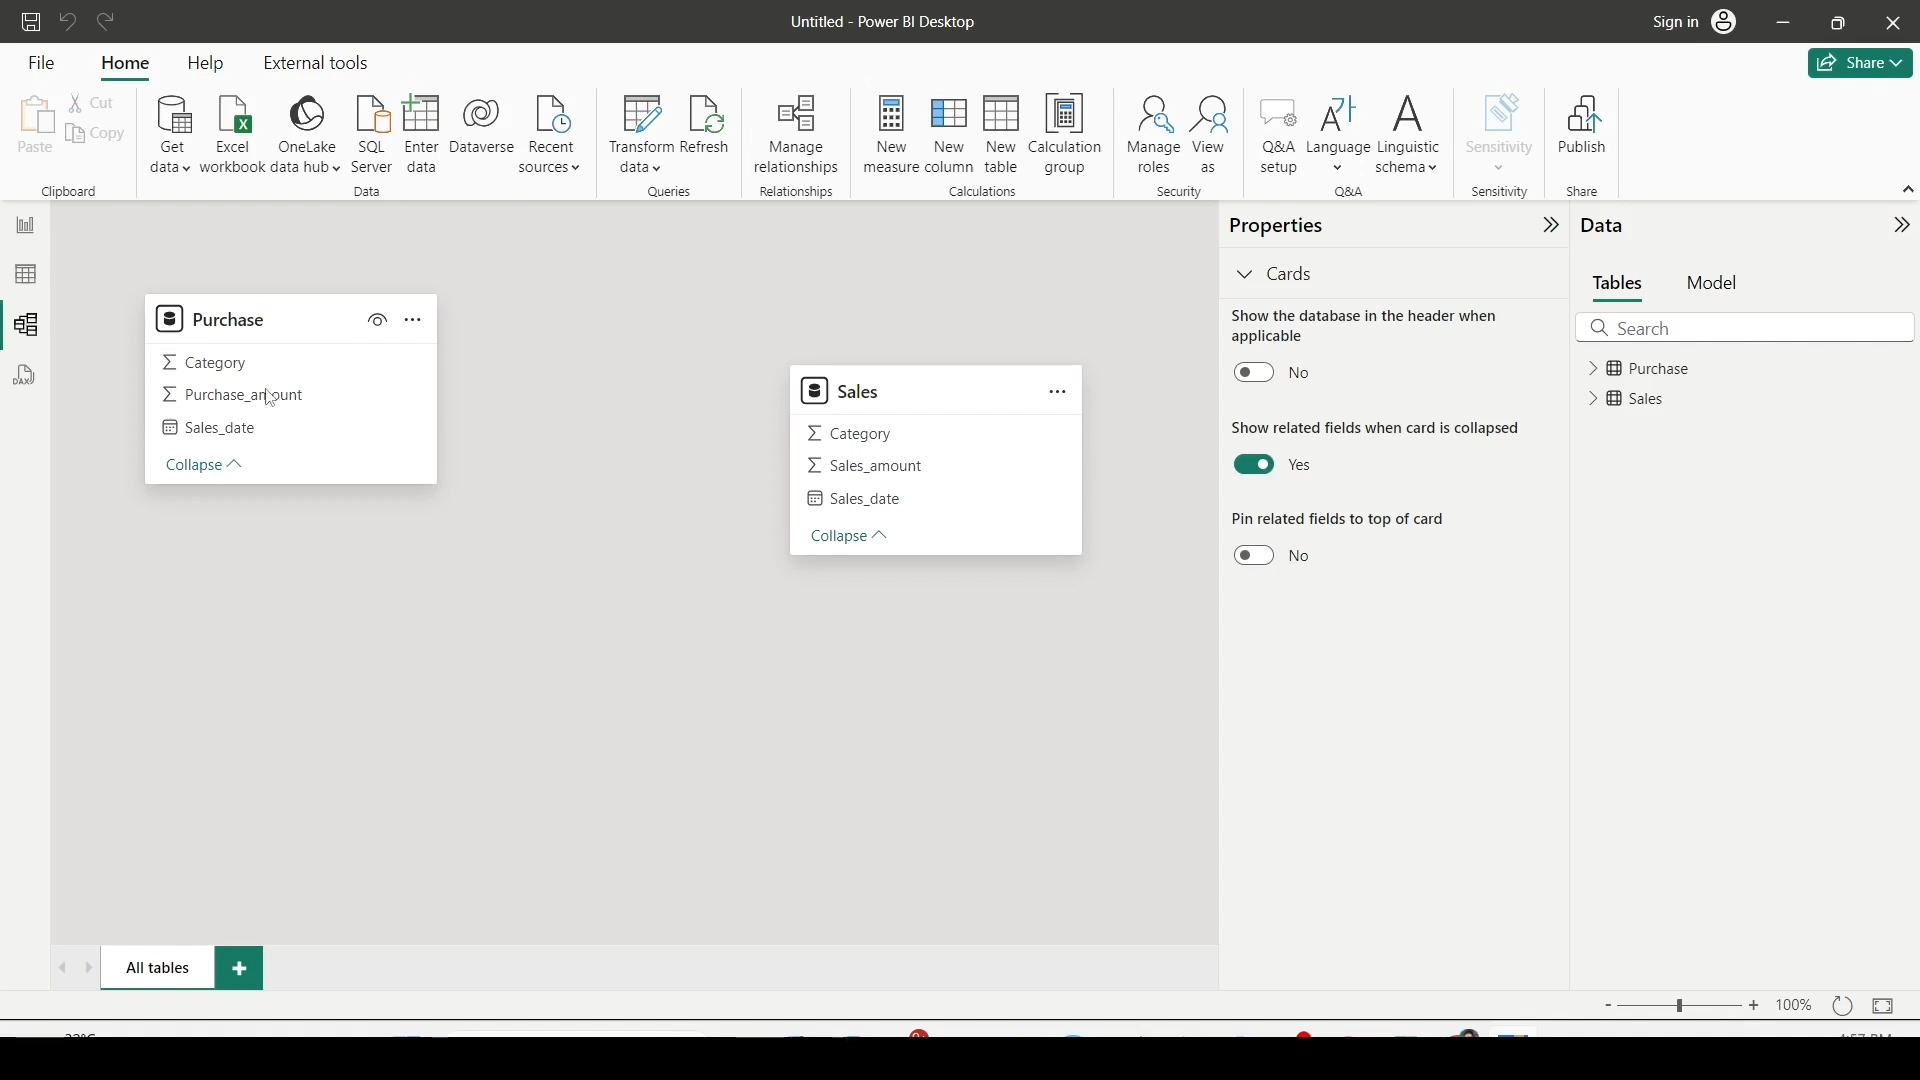 Untitled - Power BI Desktop
Sign in
File
Home
Help
External tools
Share
Paste
Cut
Copy
Clipboard
Get data
Excel workbook
OneLake data hub
SQL Server
Enter data
Dataverse
Recent sources
Data
Transform data
Refresh
Queries
Manage relationships
Relationships
New measure
New column
New table
Calculation group
Calculations
Manage roles
View as
Security
Q&A setup
Language
Linguistic schema
Q&A
Sensitivity
Sensitivity
Publish
Share
Purchase
Category
Purchase_amount
Sales_date
Collapse
Sales
Category
Sales_amount
Sales_date
Collapse
Properties
Cards
Show the database in the header when
applicable
No
Show related fields when card is collapsed
Yes
Pin related fields to top of card
No
Data
Tables
Model
Search
Purchase
Sales
DAX
All tables
100%